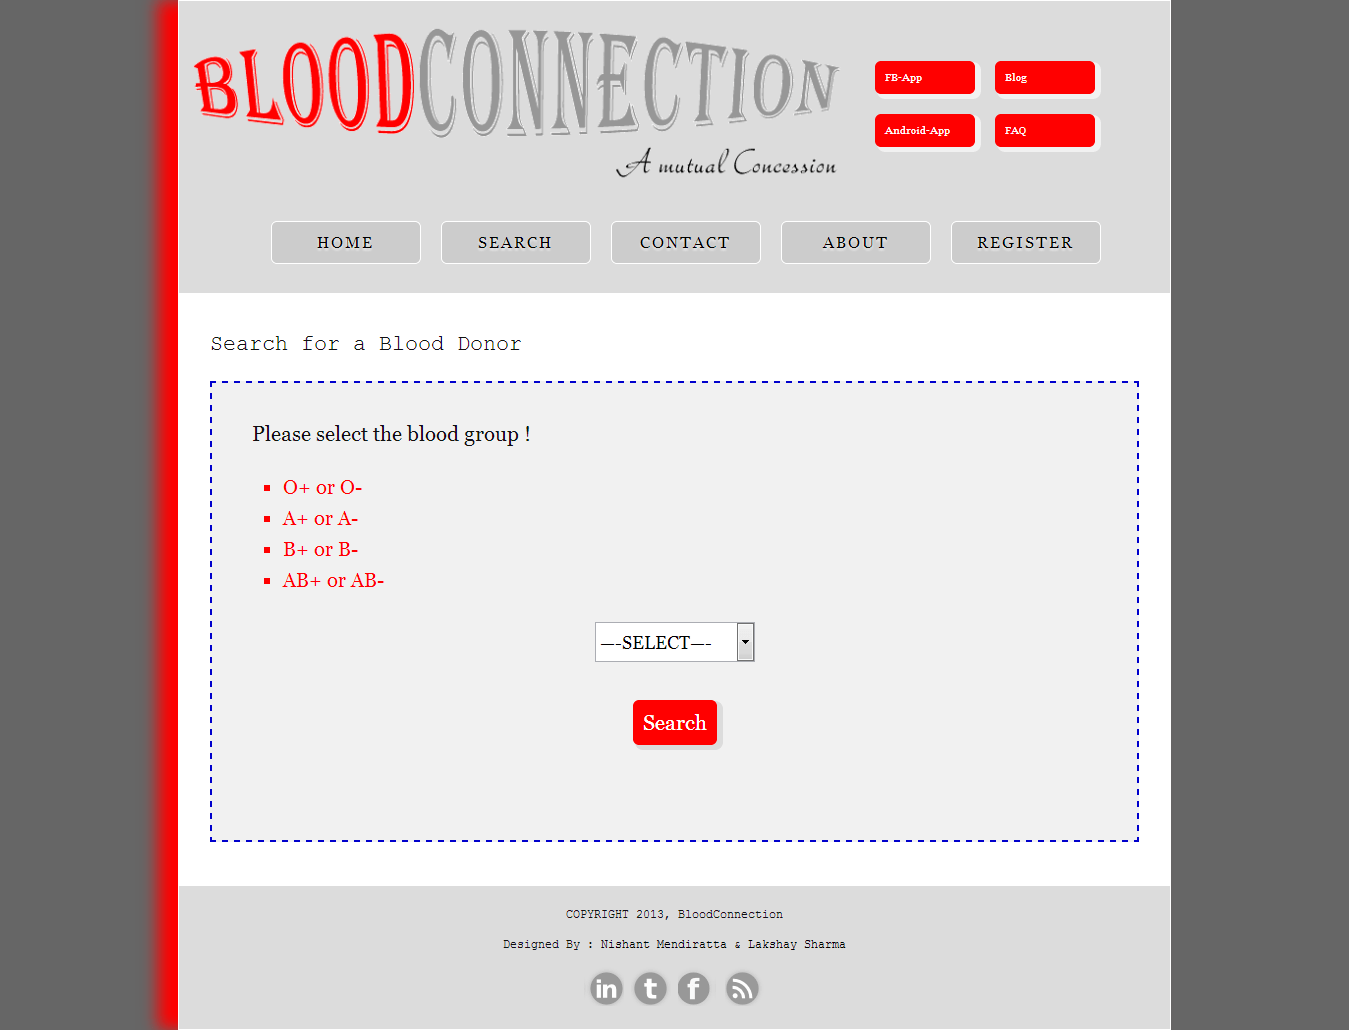 BLOODCONNECTION
A mutual Concession
FB-App
Blog
Android-App
FAQ
HOME
SEARCH
CONTACT
ABOUT
REGISTER
Search for a Blood Donor
Please select the blood group !
O+ or O-
A+ or A-
B+ or B-
AB+ or AB-
—-SELECT—-
Search
COPYRIGHT 2013, BloodConnection
Designed By : Nishant Mendiratta & Lakshay Sharma
in
t
f